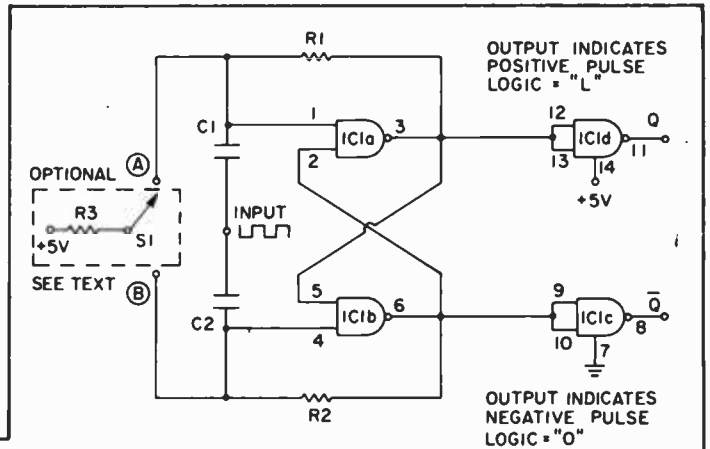 R1
OUTPUT INDICATES
POSITIVE PULSE
LOGIC = "L"
C1
1
2
IC1a
3
12
13
IC1d
14
+5V
11
Q
OPTIONAL
A
R3
+5V
S1
SEE TEXT
B
INPUT
C2
5
4
IC1b
6
9
10
IC1c
7
8
Q̅
R2
OUTPUT INDICATES
NEGATIVE PULSE
LOGIC = "O"